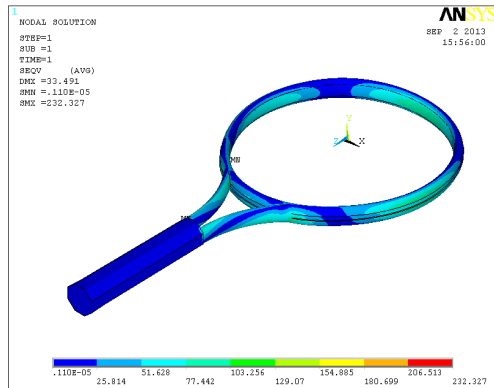 1
NODAL SOLUTION
STEP=1
SUB =1
TIME=1
SEQV (AVG)
DMX =33.491
SMN =.110E-05
SMX =232.327
ANSYS
SEP 2 2013
15:56:00
Y
Z X
MN
.110E-05 51.628 103.256 154.885 206.513
25.814 77.442 129.07 180.699 232.327